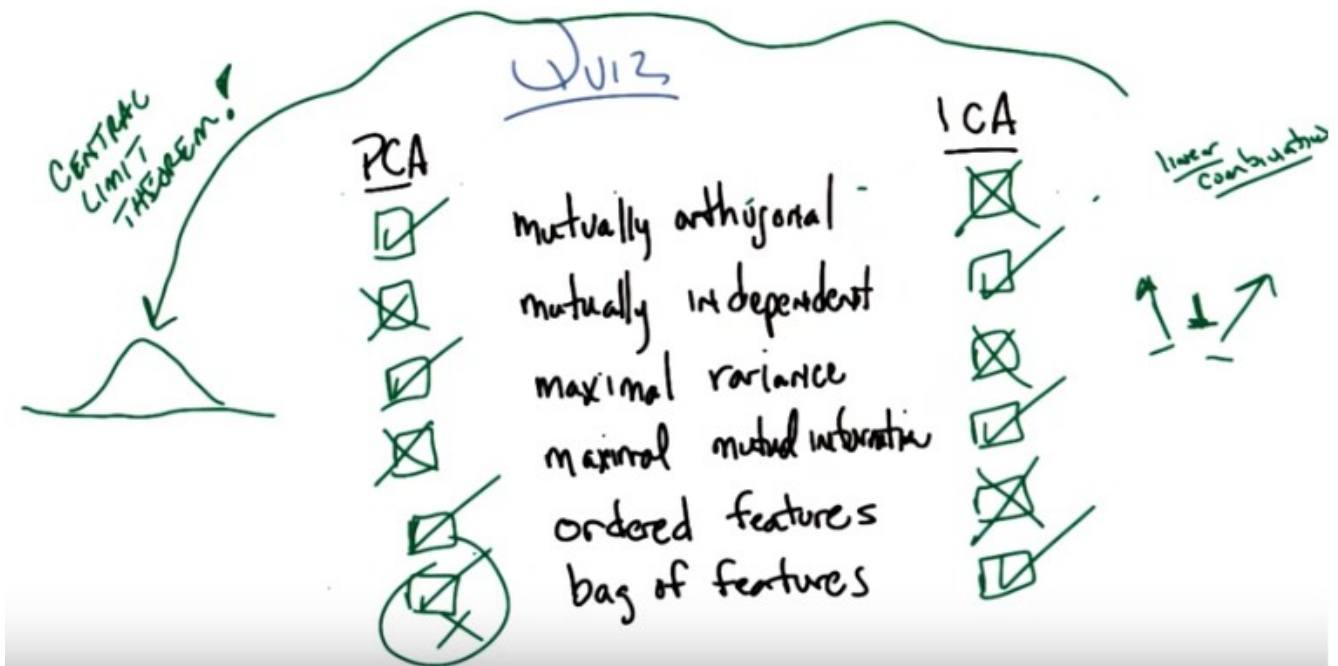 QUIZ
CENTRAL
LIMIT
THEOREM!
PCA
ICA
linear
combination
mutually orthogonal
mutually independent
maximal variance
maximal mutual information
ordered features
bag of features